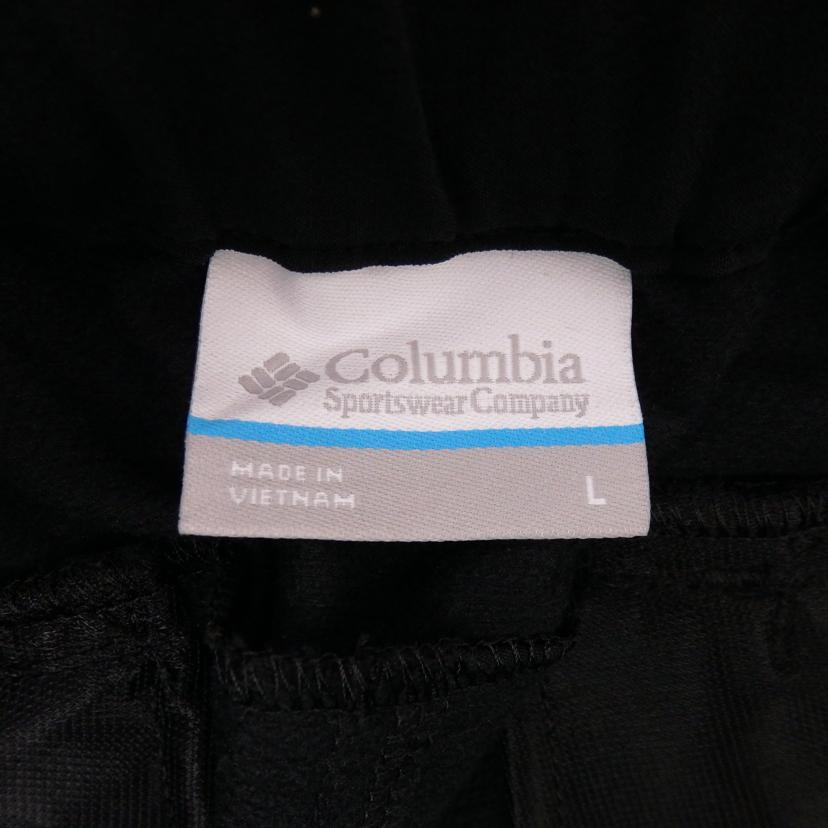 Columbia
Sportswear Company
MADE IN
VIETNAM
L